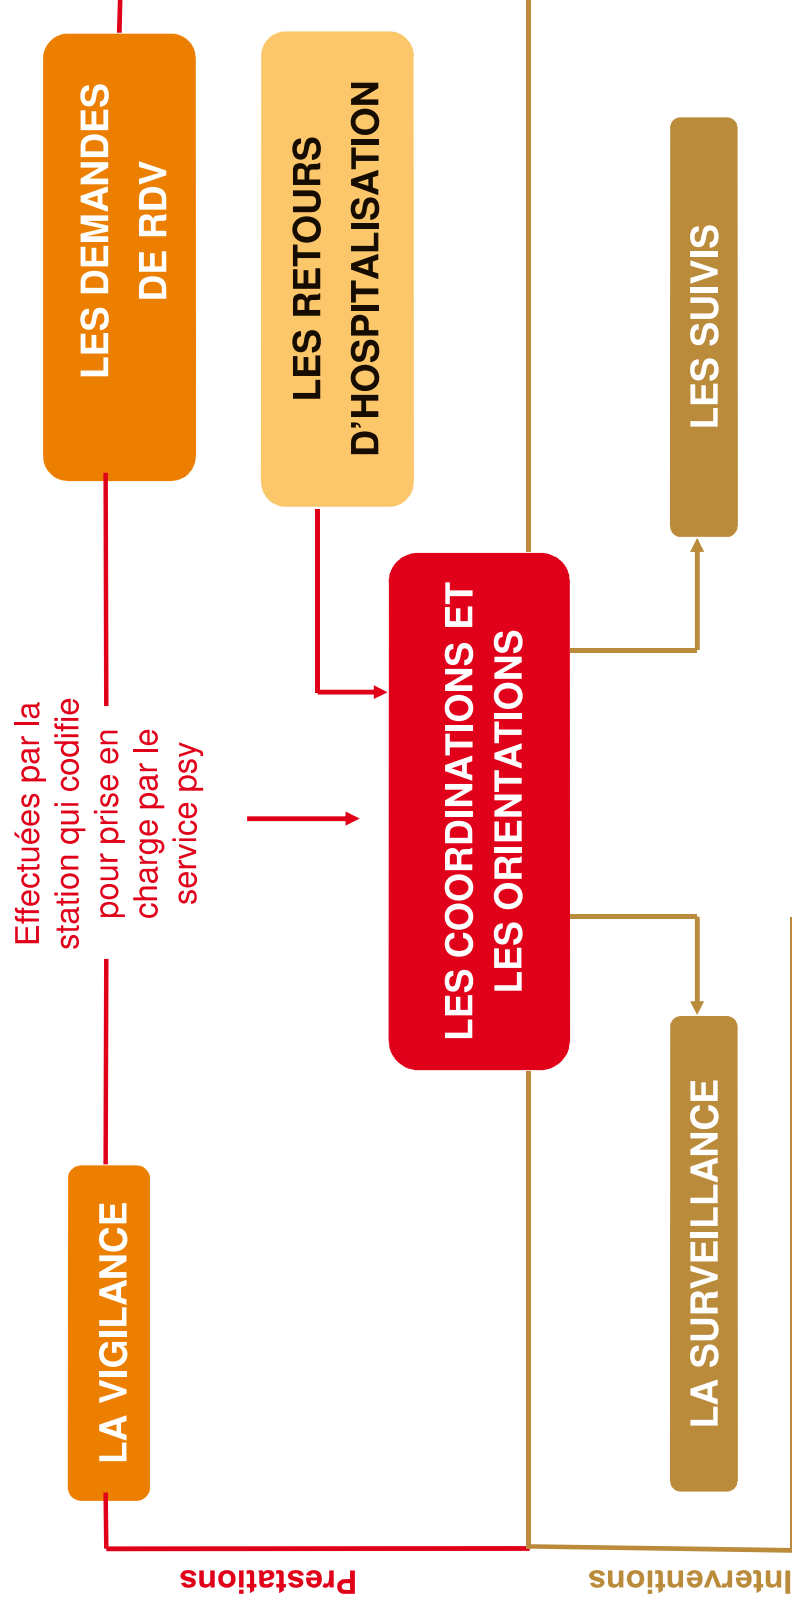 Prestations
LA VIGILANCE
Effectuées par la
station qui codifie
pour prise en
charge par le
service psy
LES DEMANDES
DE RDV
LES RETOURS
D’HOSPITALISATION
LES COORDINATIONS ET
LES ORIENTATIONS
Interventions
LA SURVEILLANCE
LES SUIVIS